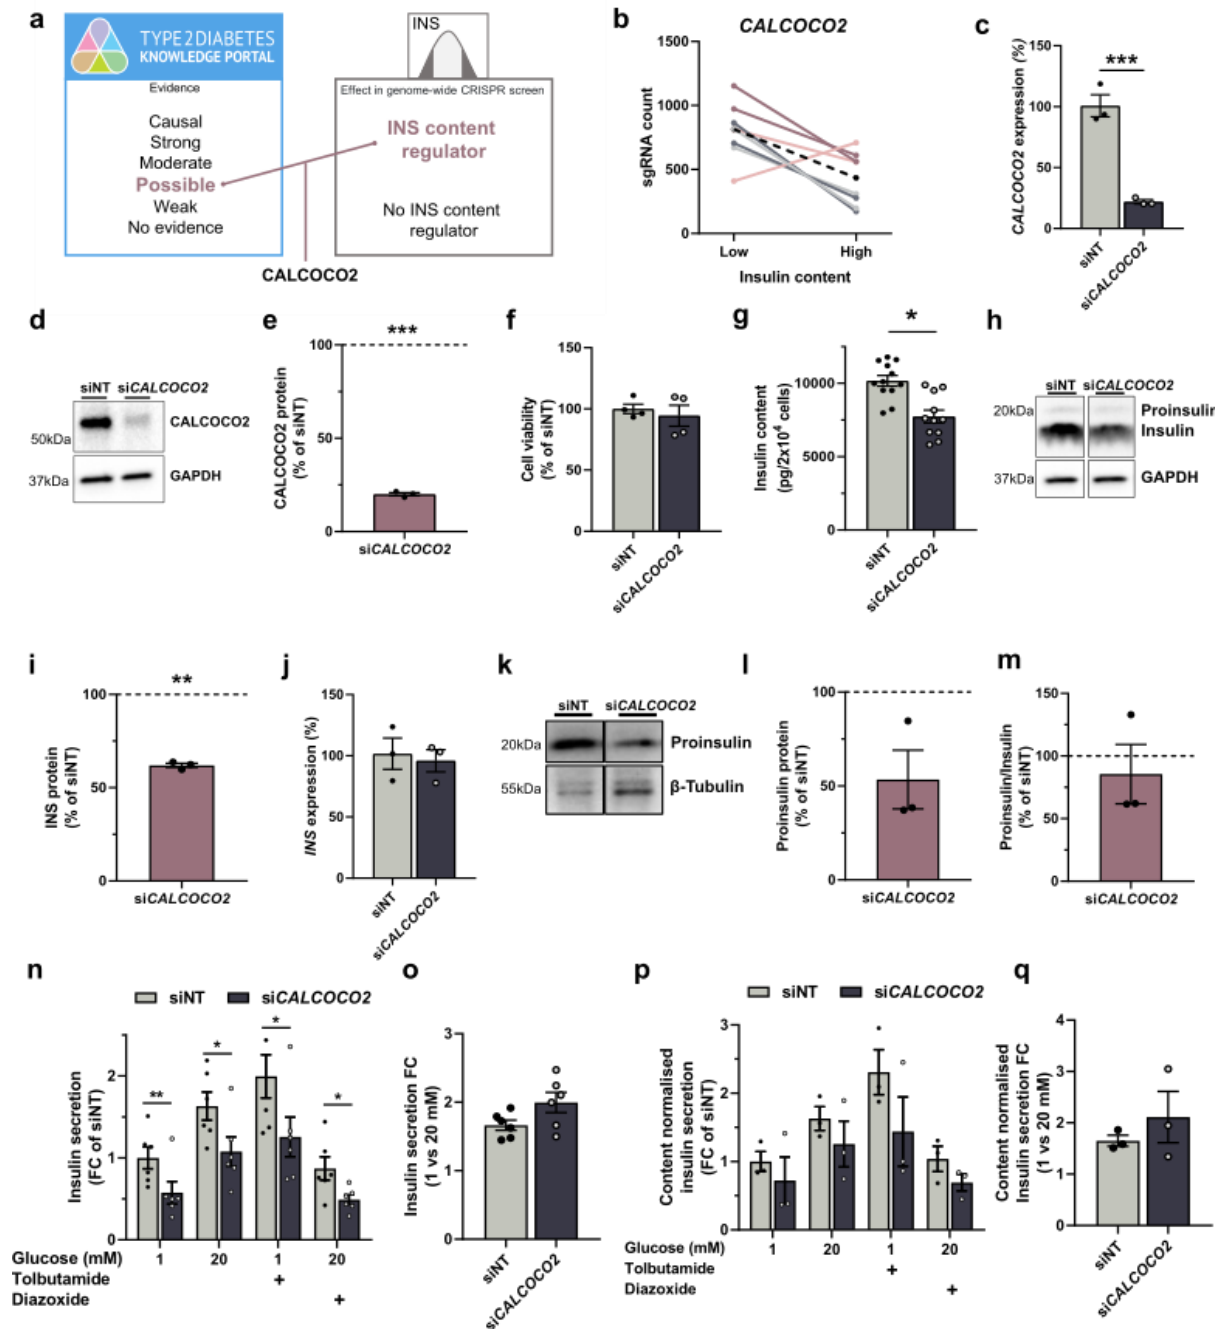 a
TYPE2DIABETES
KNOWLEDGE PORTAL
Evidence
Causal
Strong
Moderate
Possible
Weak
No evidence
INS
Effect in genome-wide CRISPR screen
INS content
regulator
No INS content
regulator
CALCOCO2
b
CALCOCO2
sgRNA count
1500
1000
500
0
Low
High
Insulin content
c
CALCOCO2 expression (%)
150
100
50
0
***
siNT
siCALCOCO2
d
siNT siCALCOCO2
CALCOCO2
50kDa
37kDa
GAPDH
e
CALCOCO2 protein
(% of siNT)
100
50
0
***
siCALCOCO2
f
Cell viability
(% of siNT)
150
100
50
0
siNT
siCALCOCO2
g
Insulin content
(pg/2x10⁴ cells)
10000
5000
0
*
siNT
siCALCOCO2
h
siNT siCALCOCO2
20kDa
Proinsulin
Insulin
37kDa
GAPDH
i
INS protein
(% of siNT)
100
50
0
**
siCALCOCO2
j
INS expression (%)
150
100
50
0
siNT
siCALCOCO2
k
siNT siCALCOCO2
20kDa
Proinsulin
55kDa
β-Tubulin
l
Proinsulin protein
(% of siNT)
100
50
0
siCALCOCO2
m
Proinsulin/Insulin
(% of siNT)
150
100
50
0
siCALCOCO2
n
siNT siCALCOCO2
Insulin secretion
(FC of siNT)
2
1
0
** * * *
Glucose (mM) 1 20 1 20
Tolbutamide +
Diazoxide +
o
Insulin secretion FC
(1 vs 20 mM)
3
2
1
0
siNT
siCALCOCO2
p
siNT siCALCOCO2
Content normalised
insulin secretion
(FC of siNT)
3
2
1
0
Glucose (mM) 1 20 1 20
Tolbutamide +
Diazoxide +
q
Content normalised
Insulin secretion FC
(1 vs 20 mM)
4
3
2
1
0
siNT
siCALCOCO2